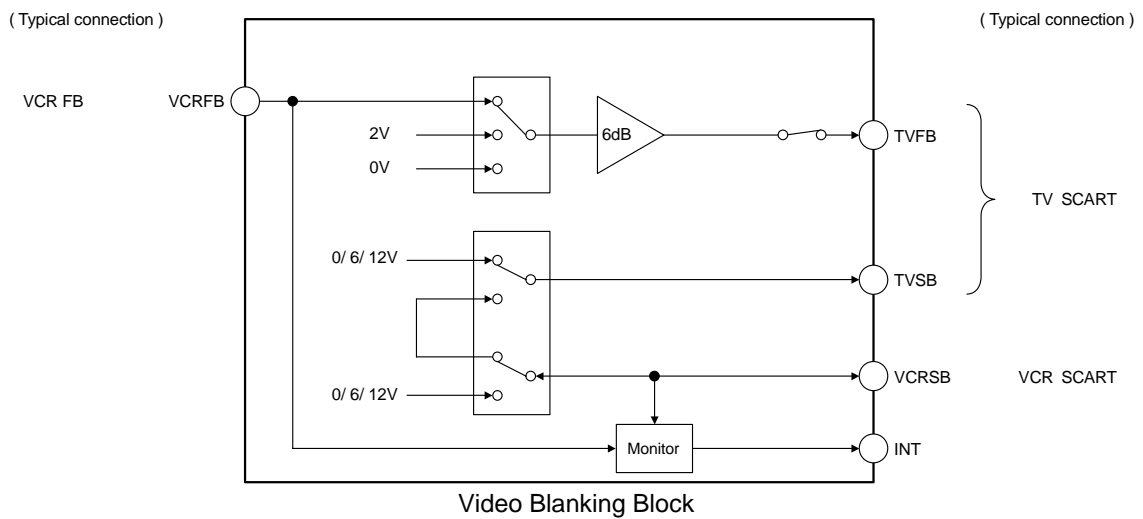 ( Typical connection )
( Typical connection )
VCR FB
VCRFB
2V
0V
6dB
TVFB
TV SCART
0/ 6/ 12V
TVSB
0/ 6/ 12V
VCRSB
VCR SCART
Monitor
INT
Video Blanking Block